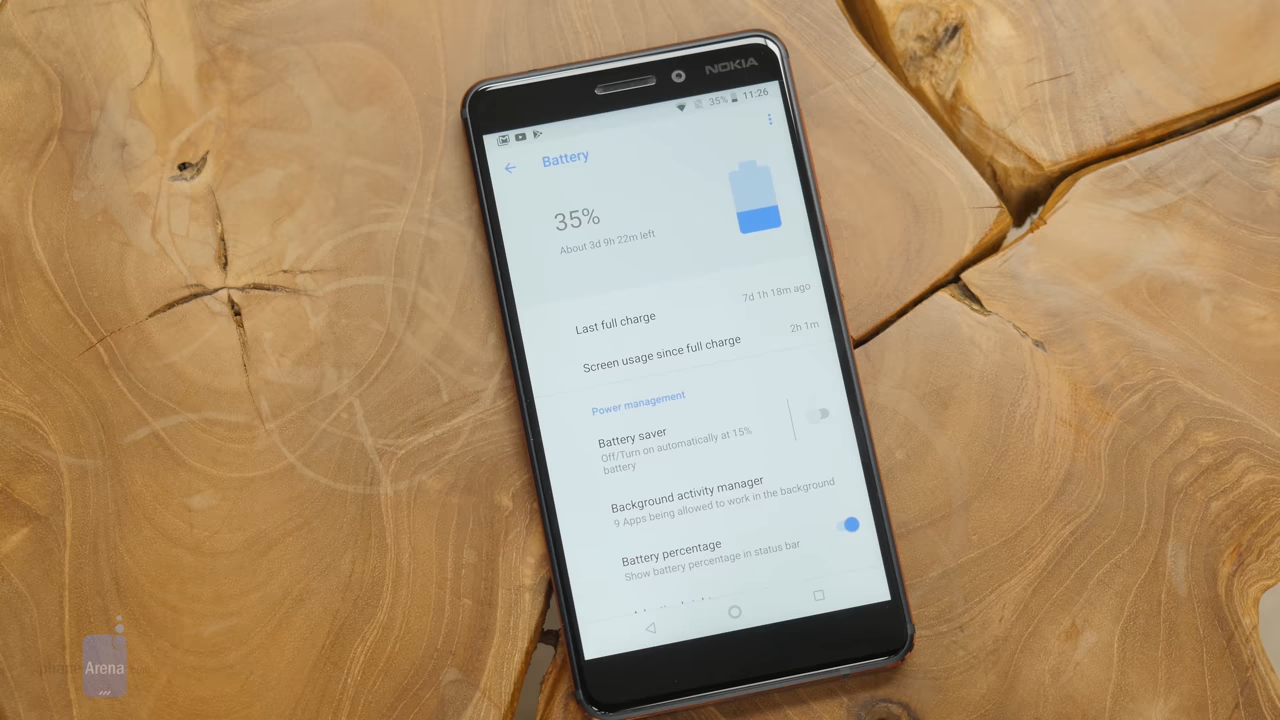 NOKIA
35% 11:26
Battery
35%
About 3d 9h 22m left
Last full charge 7d 1h 18m ago
Screen usage since full charge 2h 1m
Power management
Battery saver
Off/Turn on automatically at 15%
battery
Background activity manager
9 Apps being allowed to work in the background
Battery percentage
Show battery percentage in status bar
phoneArena